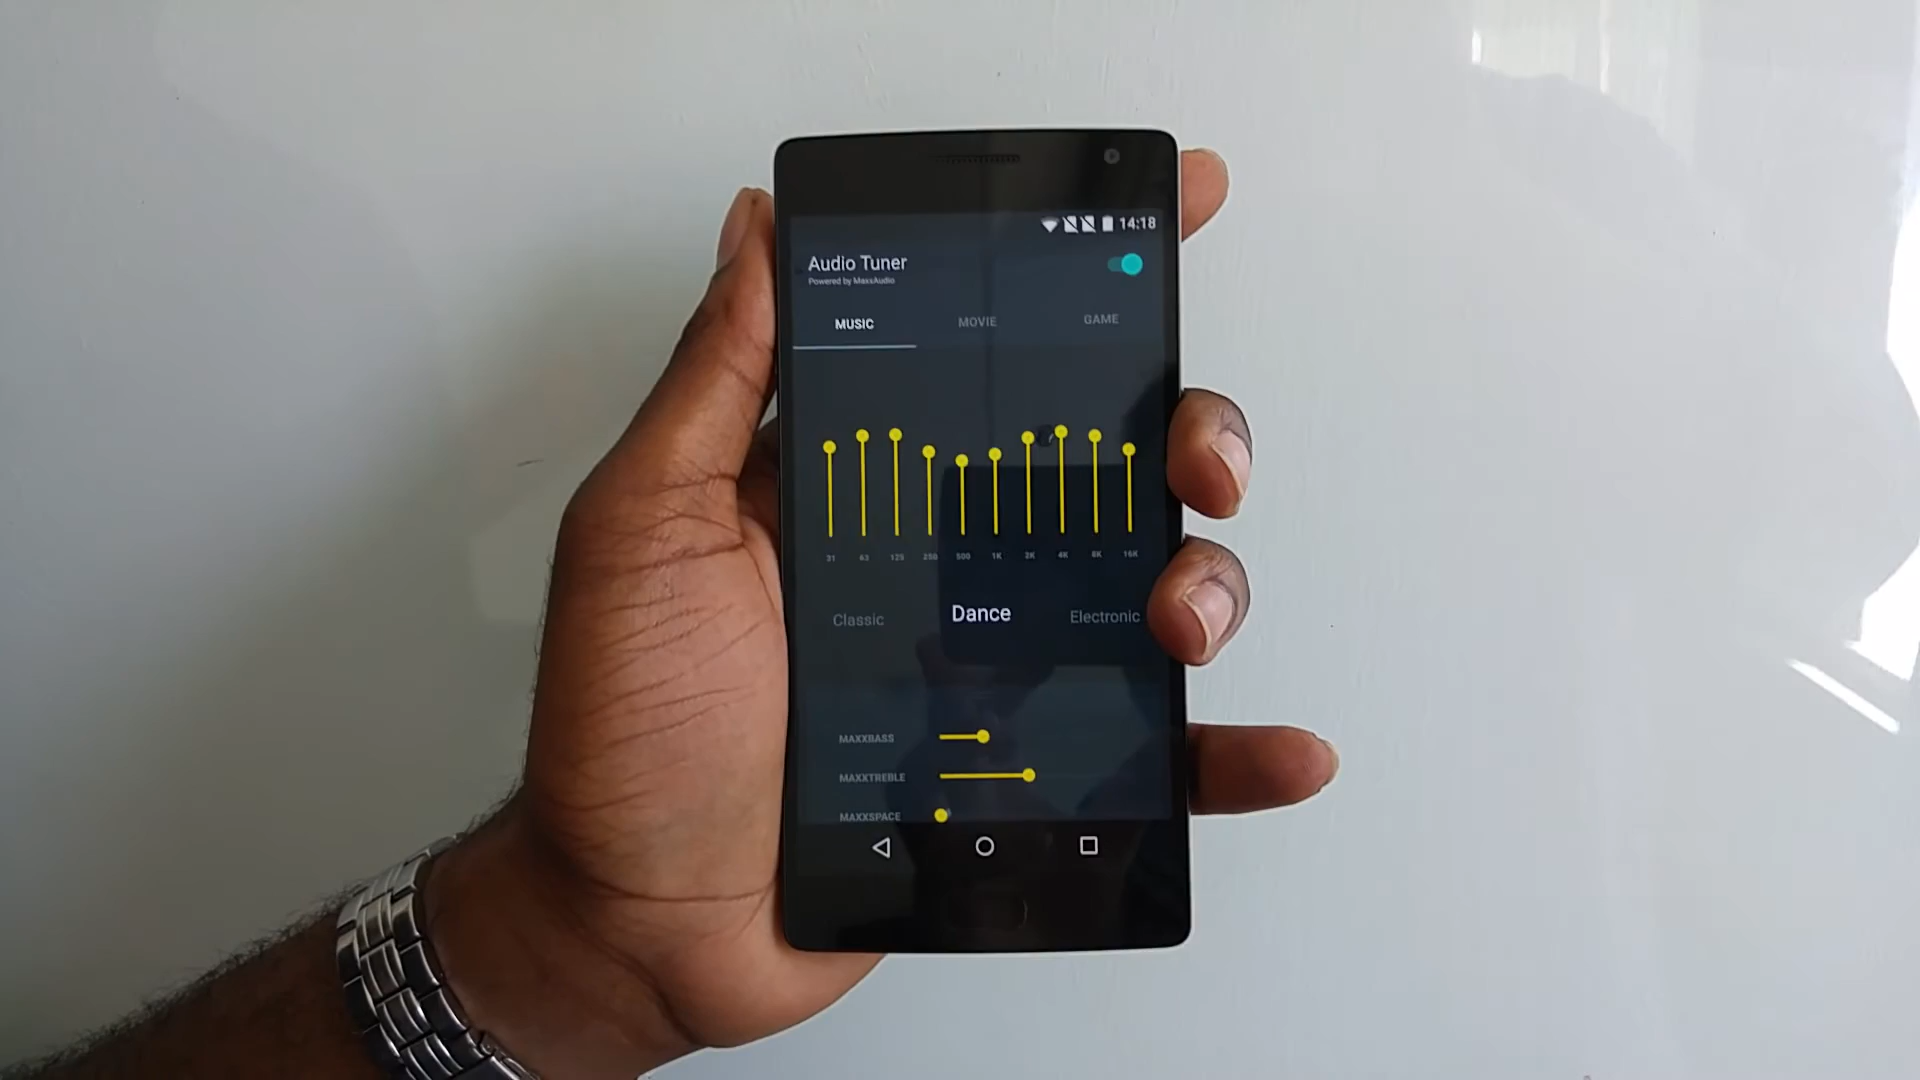 14:18
Audio Tuner
Powered by MaxxAudio
MUSIC MOVIE GAME
31 63 125 250 500 1K 2K 4K 8K 16K
Classic Dance Electronic
MAXXBASS
MAXXTREBLE
MAXXSPACE